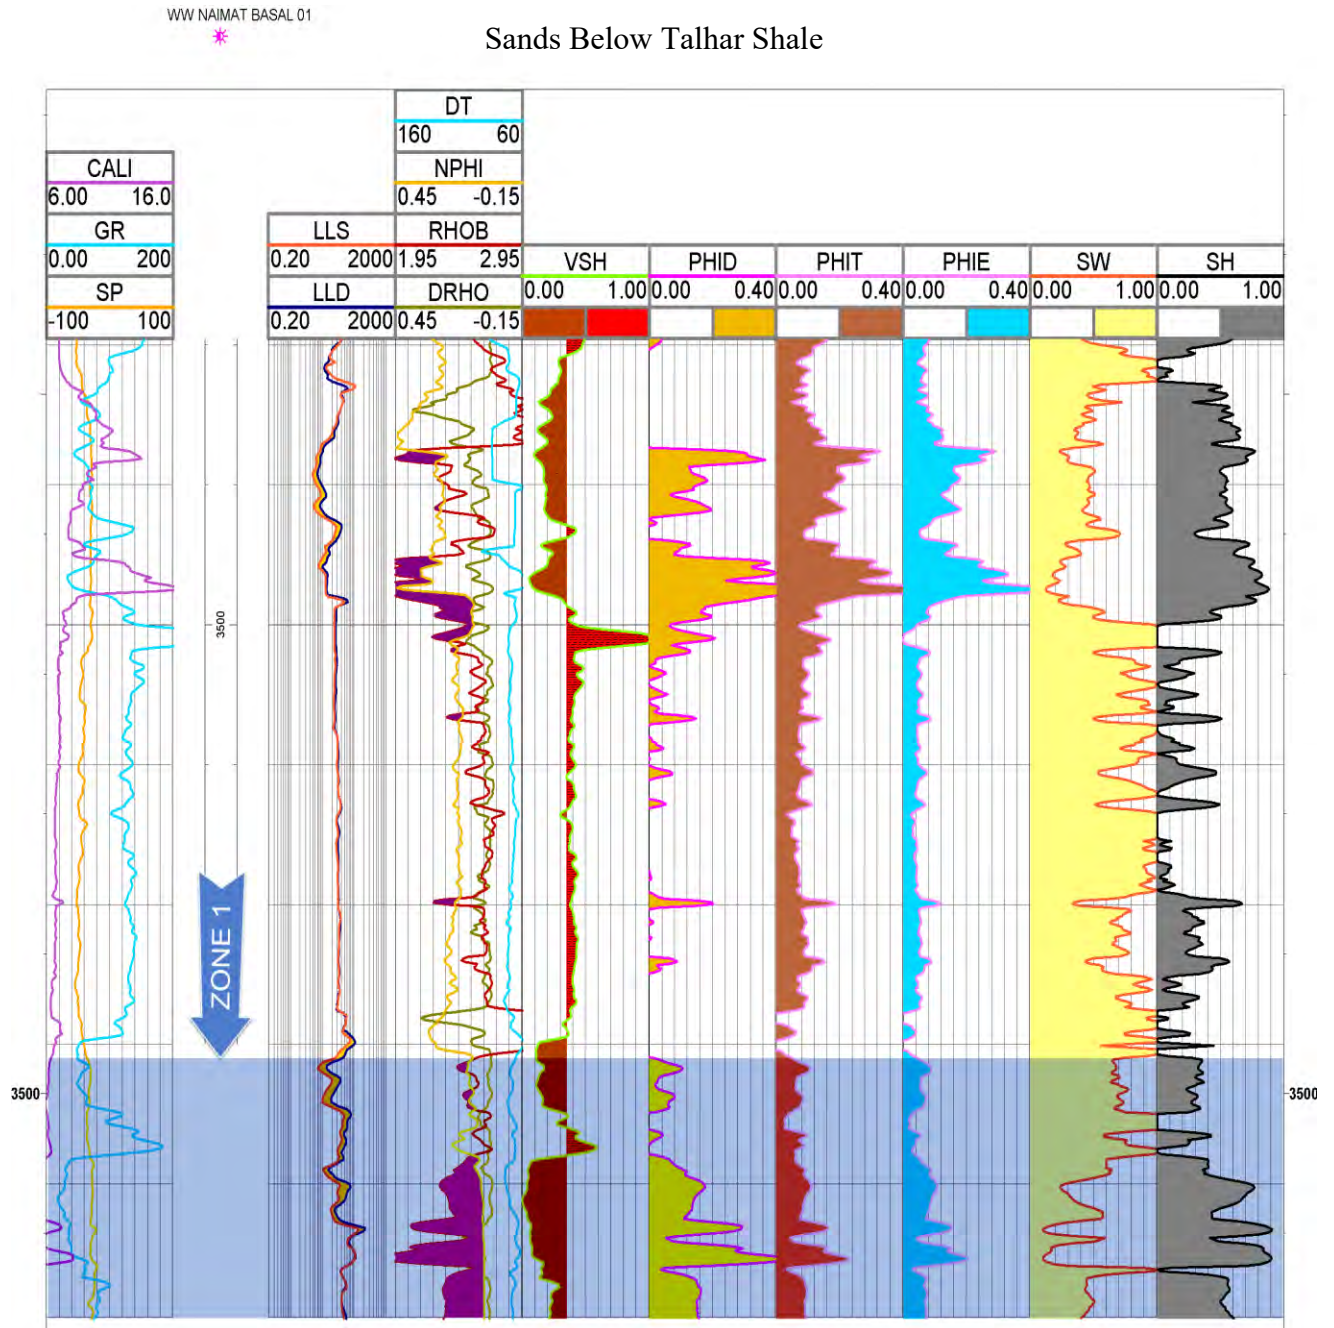 WW NAIMAT BASAL 01
Sands Below Talhar Shale
DT
160 60
CALI NPHI
6.00 16.0 0.45 -0.15
GR LLS RHOB VSH PHID PHIT PHIE SW SH
0.00 200 0.20 2000 1.95 2.95 0.00 1.00 0.00 0.40 0.00 0.40 0.00 0.40 0.00 1.00 0.00 1.00
SP LLD DRHO
-100 100 0.20 2000 0.45 -0.15
3500
ZONE 1
3500 3500